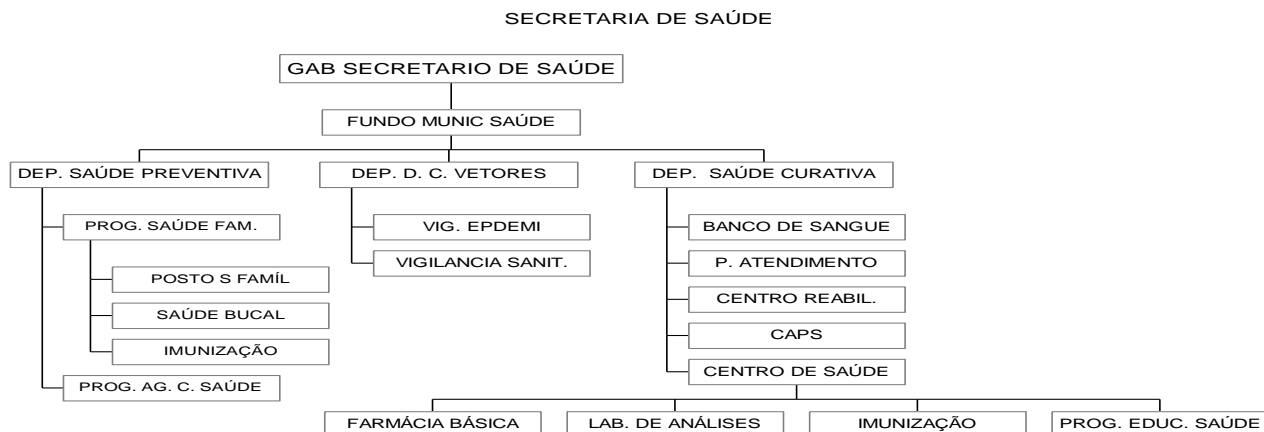 SECRETARIA DE SAÚDE
GAB SECRETARIO DE SAÚDE
FUNDO MUNIC SAÚDE
DEP. SAÚDE PREVENTIVA
DEP. D. C. VETORES
DEP. SAÚDE CURATIVA
PROG. SAÚDE FAM.
POSTO S FAMÍL
SAÚDE BUCAL
IMUNIZAÇÃO
PROG. AG. C. SAÚDE
VIG. EPDEMI
VIGILANCIA SANIT.
BANCO DE SANGUE
P. ATENDIMENTO
CENTRO REABIL.
CAPS
CENTRO DE SAÚDE
FARMÁCIA BÁSICA
LAB. DE ANÁLISES
IMUNIZAÇÃO
PROG. EDUC. SAÚDE